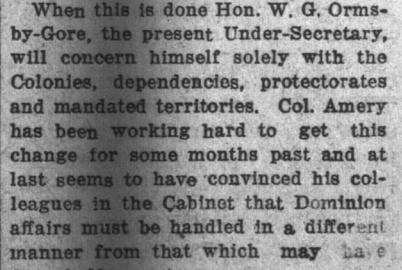 When this is done Hon. W. G. Orms-
by-Gore, the present Under-Secretary,
will concern himself solely with the
Colonies, dependencies, protectorates
and mandated territories. Col. Amery
has been working hard to get this
change for some months past and at
last seems to have convinced his col-
leagues in the Cabinet that Dominion
affairs must be handled in a different
manner from that which may have